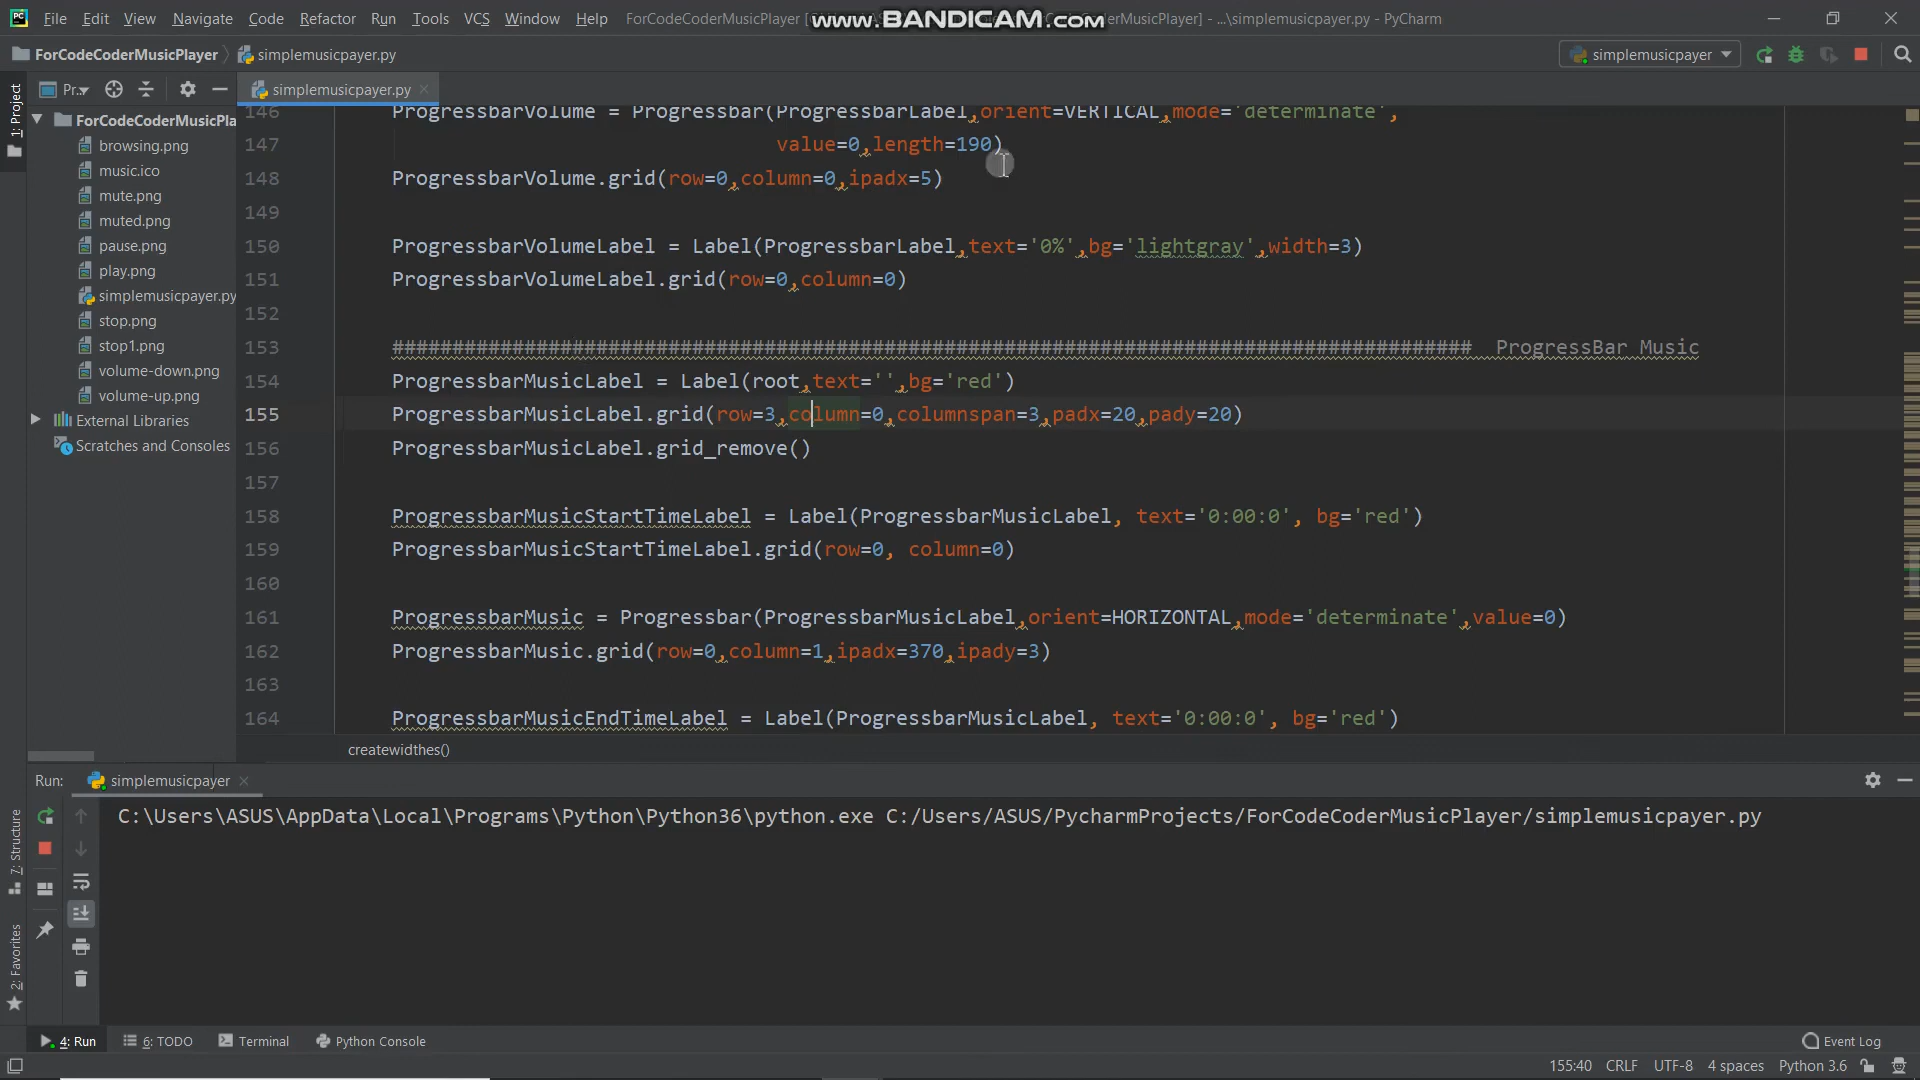 File Edit View Navigate Code Refactor Run Tools VCS Window Help ForCodeCoderMusicPlayer
www.BANDICAM.com
MusicPlayer] - ...\simplemusicpayer.py - PyCharm
ForCodeCoderMusicPlayer simplemusicpayer.py
simplemusicpayer
1: Project
Pr...
simplemusicpayer.py
ForCodeCoderMusicPla
browsing.png
music.ico
mute.png
muted.png
pause.png
play.png
simplemusicpayer.py
stop.png
stop1.png
volume-down.png
volume-up.png
External Libraries
Scratches and Consoles
146 ProgressbarVolume = Progressbar(ProgressbarLabel,orient=VERTICAL,mode='determinate',
147 value=0,length=190)
148 ProgressbarVolume.grid(row=0,column=0,ipadx=5)
149
150 ProgressbarVolumeLabel = Label(ProgressbarLabel,text='0%',bg='lightgray',width=3)
151 ProgressbarVolumeLabel.grid(row=0,column=0)
152
153 ########################################################################################## ProgressBar Music
154 ProgressbarMusicLabel = Label(root,text='',bg='red')
155 ProgressbarMusicLabel.grid(row=3,column=0,columnspan=3,padx=20,pady=20)
156 ProgressbarMusicLabel.grid_remove()
157
158 ProgressbarMusicStartTimeLabel = Label(ProgressbarMusicLabel, text='0:00:0', bg='red')
159 ProgressbarMusicStartTimeLabel.grid(row=0, column=0)
160
161 ProgressbarMusic = Progressbar(ProgressbarMusicLabel,orient=HORIZONTAL,mode='determinate',value=0)
162 ProgressbarMusic.grid(row=0,column=1,ipadx=370,ipady=3)
163
164 ProgressbarMusicEndTimeLabel = Label(ProgressbarMusicLabel, text='0:00:0', bg='red')
createwidthes()
Run: simplemusicpayer
C:\Users\ASUS\AppData\Local\Programs\Python\Python36\python.exe C:/Users/ASUS/PycharmProjects/ForCodeCoderMusicPlayer/simplemusicpayer.py
7: Structure
2: Favorites
4: Run 6: TODO Terminal Python Console Event Log
155:40 CRLF UTF-8 4 spaces Python 3.6